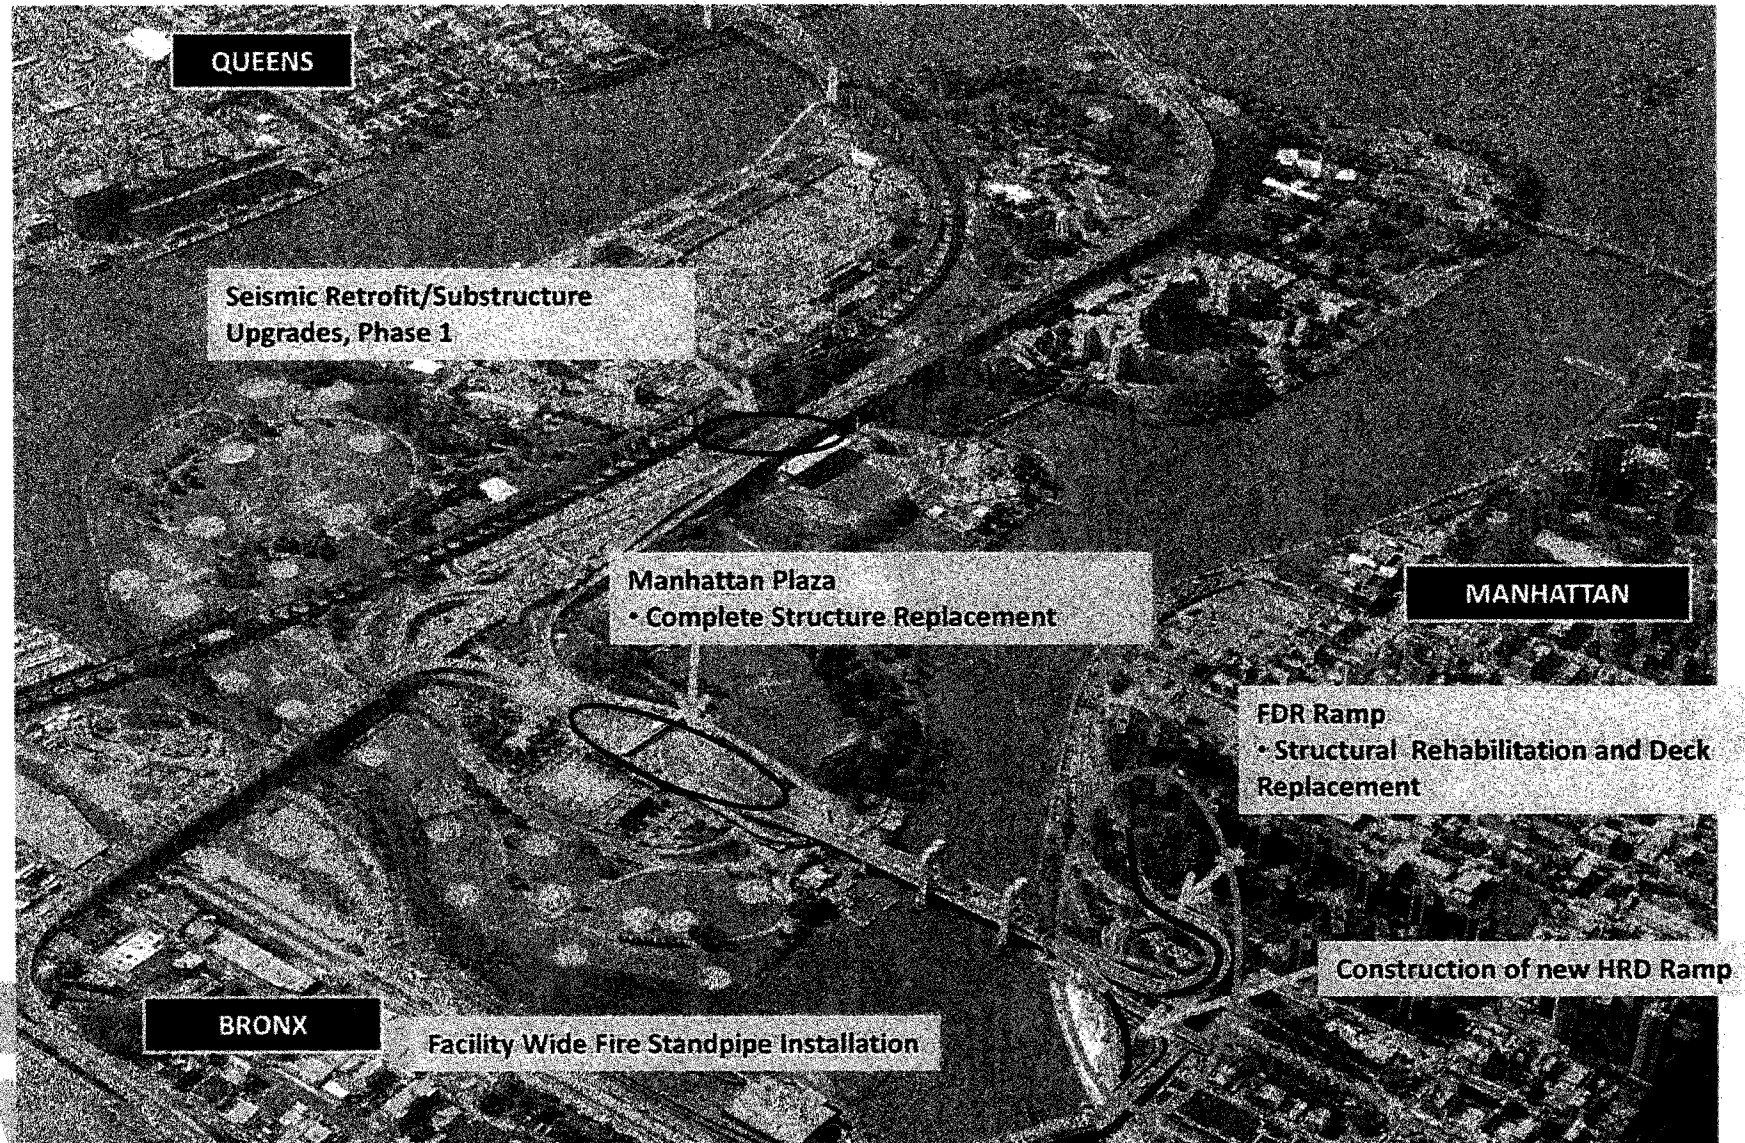 QUEENS
Seismic Retrofit/Substructure
Upgrades, Phase 1
Manhattan Plaza
• Complete Structure Replacement
MANHATTAN
FDR Ramp
• Structural Rehabilitation and Deck
Replacement
Construction of new HRD Ramp
BRONX
Facility Wide Fire Standpipe Installation